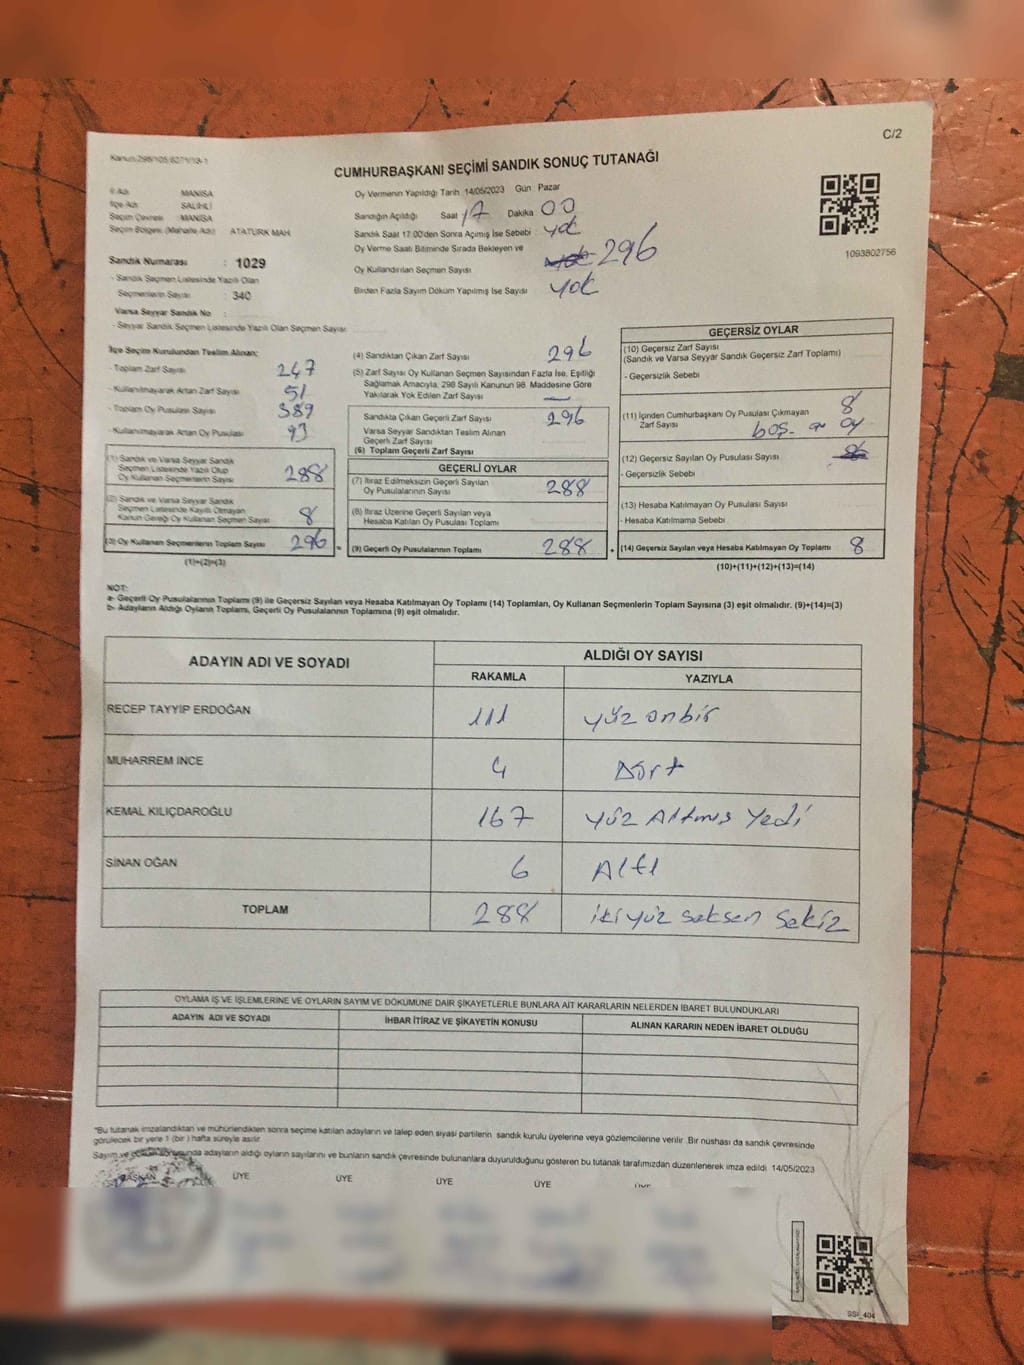 C/2
Kanun:298/105,6271/18-1
CUMHURBAŞKANI SEÇİMİ SANDIK SONUÇ TUTANAĞI
İl Adı MANİSA
İlçe Adı SALİHLİ
Seçim Çevresi :MANİSA
Seçim Bölgesi (Mahalle Adı) ATATÜRK MAH
Sandık Numarası : 1029
- Sandık Seçmen Listesinde Yazılı Olan
Seçmenlerin Sayısı : 340
Varsa Seyyar Sandık No :
- Seyyar Sandık Seçmen Listesinde Yazılı Olan Seçmen Sayısı
Oy Vermenin Yapıldığı Tarih 14/05/2023 Gün Pazar
Sandığın Açıldığı Saat 17 Dakika 00
Sandık Saat 17.00'den Sonra Açılmış İse Sebebi : yok
Oy Verme Saati Bitiminde Sırada Bekleyen ve
Oy Kullandırılan Seçmen Sayısı yok 296
Birden Fazla Sayım Döküm Yapılmış İse Sayısı yok
1093802756
İlçe Seçim Kurulundan Teslim Alınan;
- Toplam Zarf Sayısı 247
- Kullanılmayarak Artan Zarf Sayısı 51
- Toplam Oy Pusulası Sayısı 389
- Kullanılmayarak Artan Oy Pusulası 93
(1) Sandık ve Varsa Seyyar Sandık
Seçmen Listesinde Yazılı Olup
Oy Kullanan Seçmenlerin Sayısı 288
(2) Sandık ve Varsa Seyyar
Seçmen Listesinde Kayıtlı Olmayan
Kanun Gereği Oy Kullanan Seçmen Sayısı 8
(3) Oy Kullanan Seçmenlerin Toplam Sayısı 296 =
(1)+(2)=(3)
(4) Sandıktan Çıkan Zarf Sayısı 296
(5) Zarf Sayısı Oy Kullanan Seçmen Sayısından Fazla İse, Eşitliği
Sağlamak Amacıyla, 298 Sayılı Kanunun 98. Maddesine Göre
Yakılarak Yok Edilen Zarf Sayısı —
Sandıkta Çıkan Geçerli Zarf Sayısı 296
Varsa Seyyar Sandıktan Teslim Alınan
Geçerli Zarf Sayısı
(6) Toplam Geçerli Zarf Sayısı
GEÇERLİ OYLAR
(7) İtiraz Edilmeksizin Geçerli Sayılan
Oy Pusulalarının Sayısı 288
(8) İtiraz Üzerine Geçerli Sayılan veya
Hesaba Katılan Oy Pusulası Toplamı
(9) Geçerli Oy Pusulalarının Toplamı 288 +
GEÇERSİZ OYLAR
(10) Geçersiz Zarf Sayısı
(Sandık ve Varsa Seyyar Sandık Geçersiz Zarf Toplamı)
- Geçersizlik Sebebi
(11) İçinden Cumhurbaşkanı Oy Pusulası Çıkmayan 8
Zarf Sayısı boş oy
(12) Geçersiz Sayılan Oy Pusulası Sayısı
- Geçersizlik Sebebi
(13) Hesaba Katılmayan Oy Pusulası Sayısı
- Hesaba Katılmama Sebebi
(14) Geçersiz Sayılan veya Hesaba Katılmayan Oy Toplamı 8
(10)+(11)+(12)+(13)=(14)
NOT:
a- Geçerli Oy Pusulalarının Toplamı (9) ile Geçersiz Sayılan veya Hesaba Katılmayan Oy Toplamı (14) Toplamları, Oy Kullanan Seçmenlerin Toplam Sayısına (3) eşit olmalıdır. (9)+(14)=(3)
b- Adayların Aldığı Oyların Toplamı, Geçerli Oy Pusulalarının Toplamına (9) eşit olmalıdır.
ADAYIN ADI VE SOYADI ALDIĞI OY SAYISI
RAKAMLA YAZIYLA
RECEP TAYYİP ERDOĞAN 111 yüz onbir
MUHARREM İNCE 4 Dört
KEMAL KILIÇDAROĞLU 167 yüz Altmış Yedi
SİNAN OĞAN 6 Altı
TOPLAM 288 iki yüz seksen sekiz
OYLAMA İŞ VE İŞLEMLERİNE VE OYLARIN SAYIM VE DÖKÜMÜNE DAİR ŞİKAYETLERLE BUNLARA AİT KARARLARIN NELERDEN İBARET BULUNDUKLARI
ADAYIN ADI VE SOYADI İHBAR İTİRAZ VE ŞİKAYETİN KONUSU ALINAN KARARIN NEDEN İBARET OLDUĞU
"Bu tutanak imzalandıktan ve mühürlendikten sonra seçime katılan adayların ve talep eden siyasi partilerin sandık kurulu üyelerine veya gözlemcilerine verilir. Bir nüshası da sandık çevresinde
görülecek bir yere 1 (bir ) hafta süreyle asılır.
Sayım ve döküm sonunda adayların aldığı oyların sayılarını ve bunların sandık çevresinde bulunanlara duyurulduğunu gösteren bu tutanak tarafımızdan düzenlenerek imza edildi. 14/05/2023
BAŞKAN ÜYE ÜYE ÜYE ÜYE ÜYE
SSİ_404